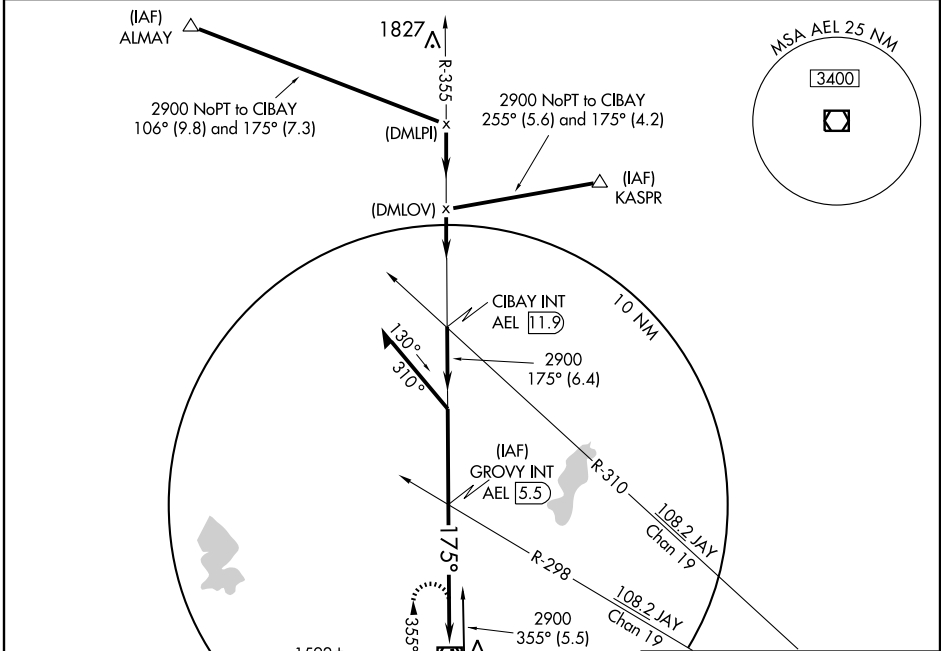 (IAF)
ALMAY
1827
R-355
MSA AEL 25 NM
3400
2900 NoPT to CIBAY
106° (9.8) and 175° (7.3)
2900 NoPT to CIBAY
255° (5.6) and 175° (4.2)
(DMLPI)
x
(IAF)
KASPR
(DMLOV)
x
10 NM
CIBAY INT
AEL 11.9
130°
310°
2900
175° (6.4)
(IAF)
GROVY INT
AEL 5.5
R-310
108.2 JAY
Chan 19
175°
R-298
108.2 JAY
Chan 19
355°
2900
355° (5.5)